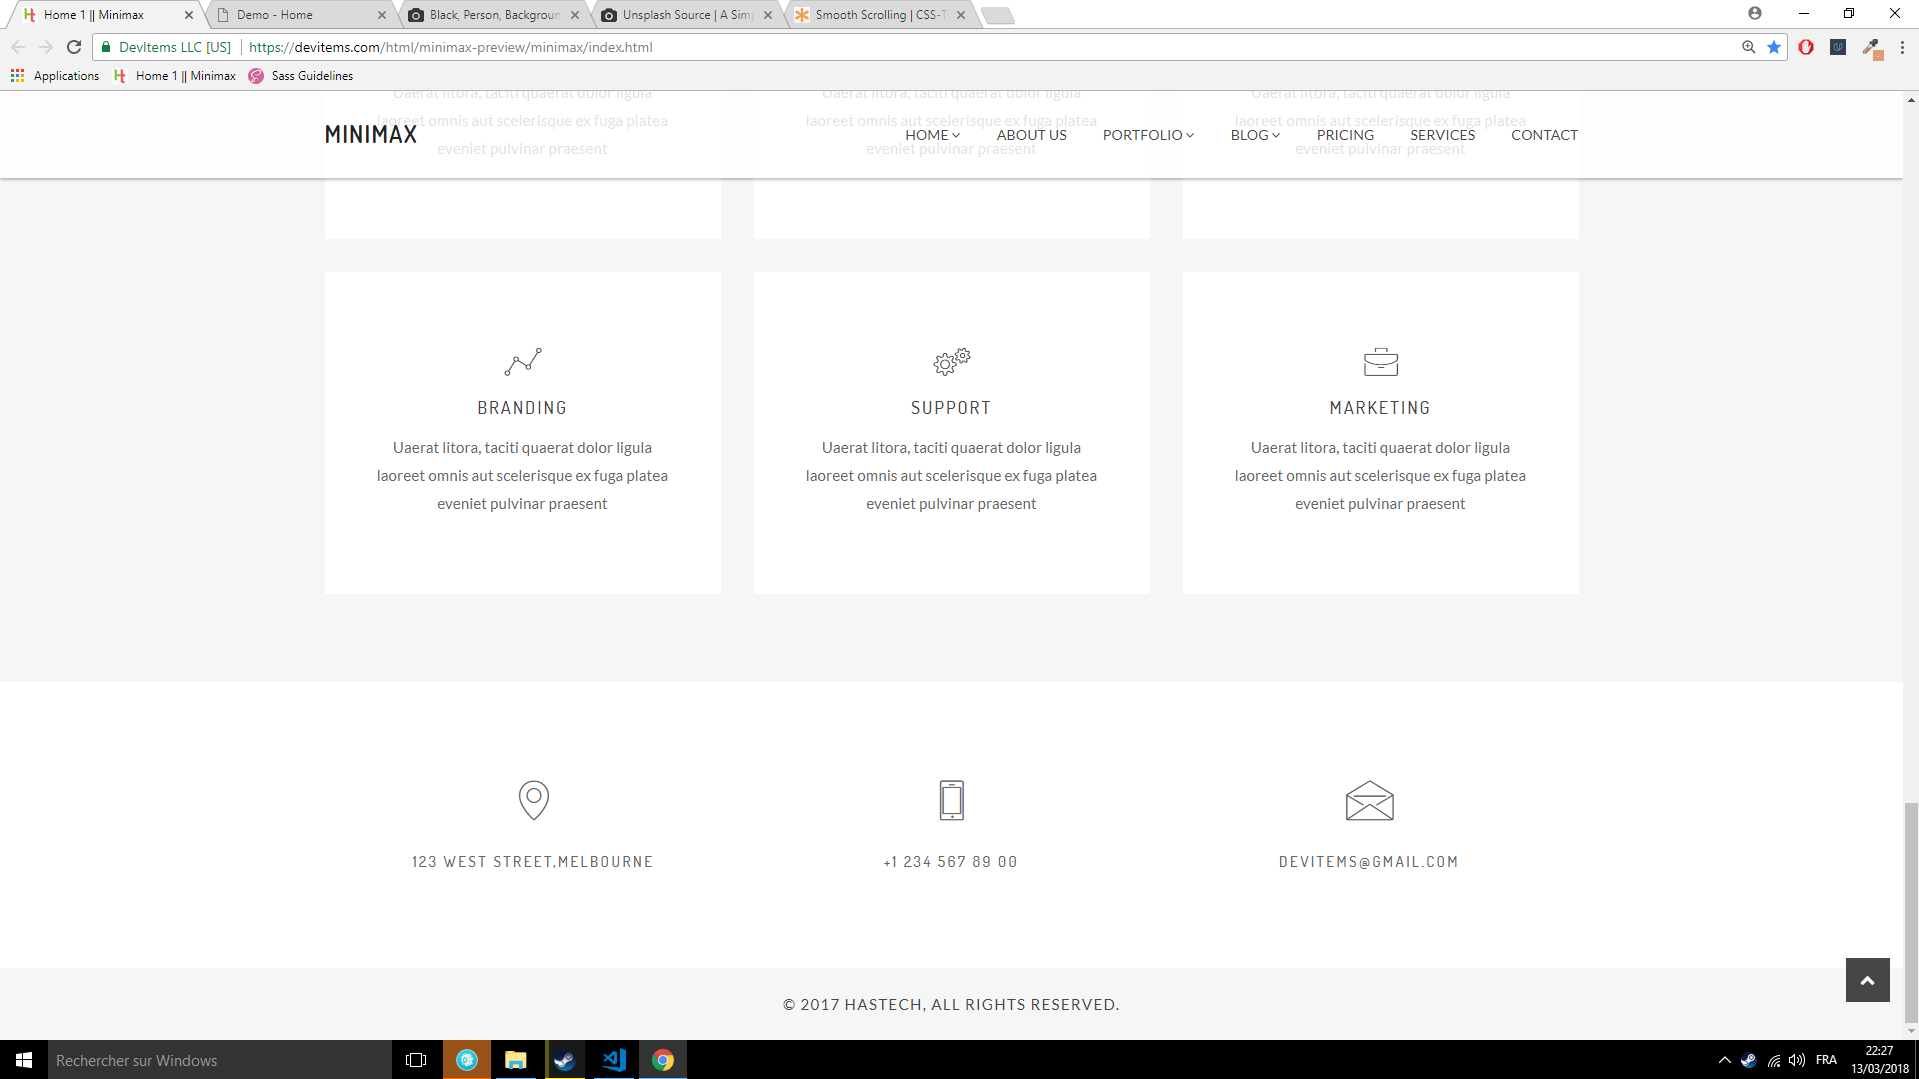 Home 1 || Minimax
Demo - Home
Black, Person, Backgroun
Unsplash Source | A Sim
Smooth Scrolling | CSS-T
DevItems LLC [US]
https://devitems.com/html/minimax-preview/minimax/index.html
Applications
Home 1 || Minimax
Sass Guidelines
Uaerat litora, taciti quaerat dolor ligula
laoreet omnis aut scelerisque ex fuga platea
eveniet pulvinar praesent
Uaerat litora, taciti quaerat dolor ligula
laoreet omnis aut scelerisque ex fuga platea
eveniet pulvinar praesent
Uaerat litora, taciti quaerat dolor ligula
laoreet omnis aut scelerisque ex fuga platea
eveniet pulvinar praesent
MINIMAX
HOME
ABOUT US
PORTFOLIO
BLOG
PRICING
SERVICES
CONTACT
BRANDING
Uaerat litora, taciti quaerat dolor ligula
laoreet omnis aut scelerisque ex fuga platea
eveniet pulvinar praesent
SUPPORT
Uaerat litora, taciti quaerat dolor ligula
laoreet omnis aut scelerisque ex fuga platea
eveniet pulvinar praesent
MARKETING
Uaerat litora, taciti quaerat dolor ligula
laoreet omnis aut scelerisque ex fuga platea
eveniet pulvinar praesent
123 WEST STREET,MELBOURNE
+1 234 567 89 00
DEVITEMS@GMAIL.COM
© 2017 HASTECH, ALL RIGHTS RESERVED.
Rechercher sur Windows
FRA
22:27
13/03/2018